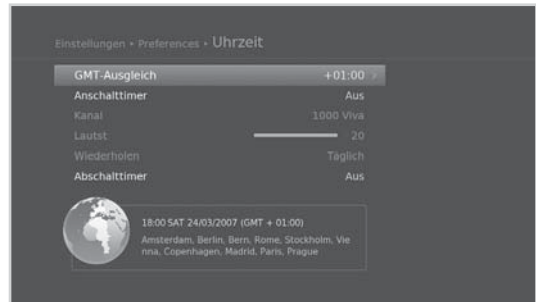 Einstellungen • Preferences • Uhrzeit
GMT-Ausgleich +01:00
Anschalttimer Aus
Kanal 1000 Viva
Lautst 20
Wiederholen Täglich
Abschalttimer Aus
18:00 SAT 24/03/2007 (GMT + 01:00)
Amsterdam, Berlin, Bern, Rome, Stockholm, Vie
nna, Copenhagen, Madrid, Paris, Prague